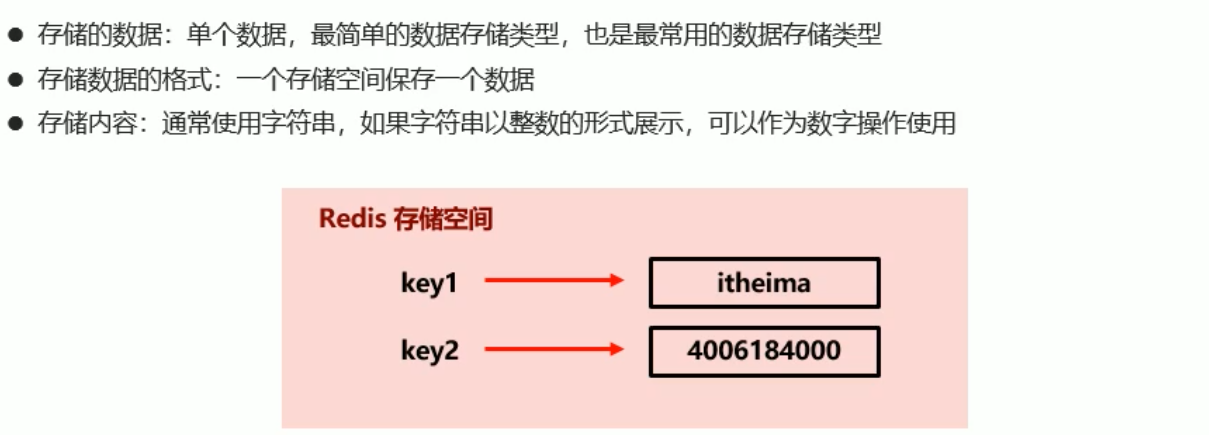 ● 存储的数据：单个数据，最简单的数据存储类型，也是最常用的数据存储类型
● 存储数据的格式：一个存储空间保存一个数据
● 存储内容：通常使用字符串，如果字符串以整数的形式展示，可以作为数字操作使用
Redis 存储空间
key1 itheima
key2 4006184000